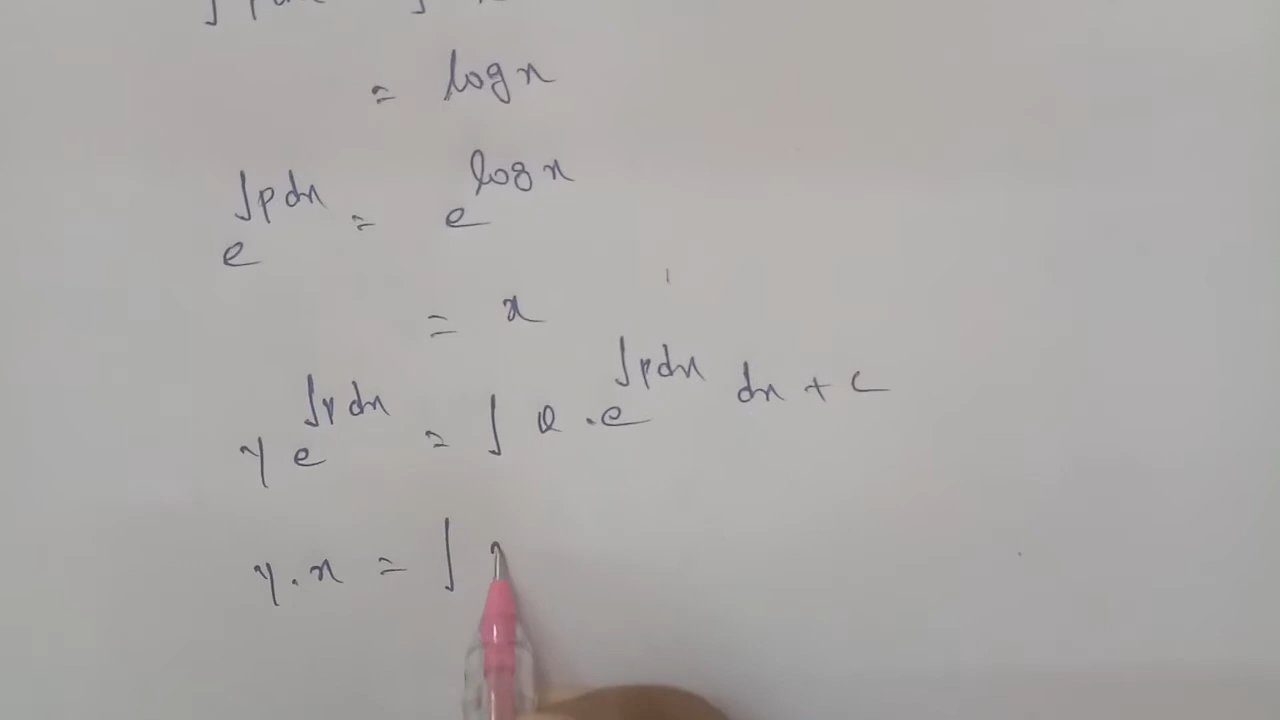 = log x
e^∫p dx = e^log x
= x
y e^∫p dx = ∫ Q . e^∫p dx dx + c
y . x = ∫